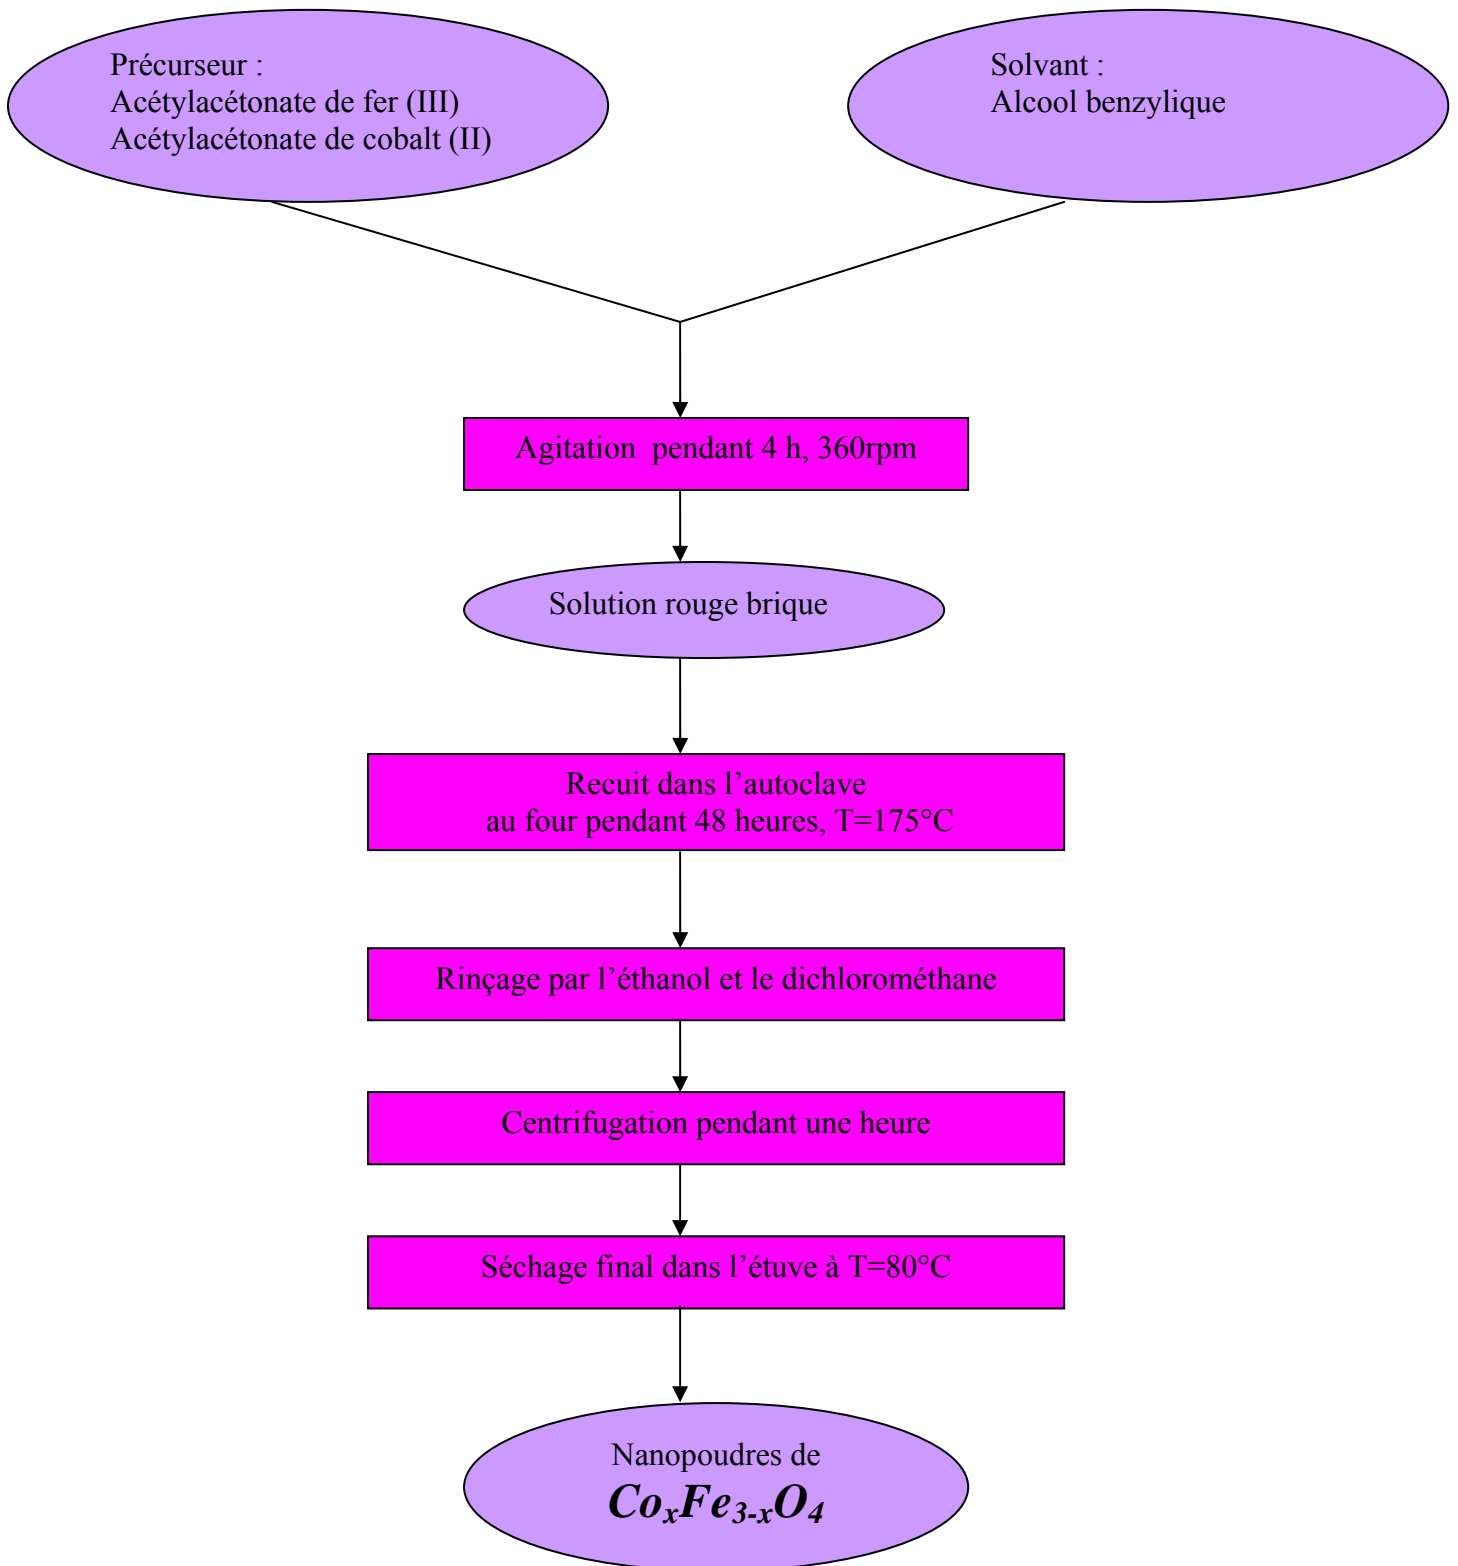 Précurseur :
Acétylacétonate de fer (III)
Acétylacétonate de cobalt (II)
Solvant :
Alcool benzylique
Agitation  pendant 4 h, 360rpm
Solution rouge brique
Recuit dans l’autoclave
au four pendant 48 heures, T=175°C
Rinçage par l’éthanol et le dichlorométhane
Centrifugation pendant une heure
Séchage final dans l’étuve à T=80°C
Nanopoudres de
CoₓFe₃₋ₓO₄